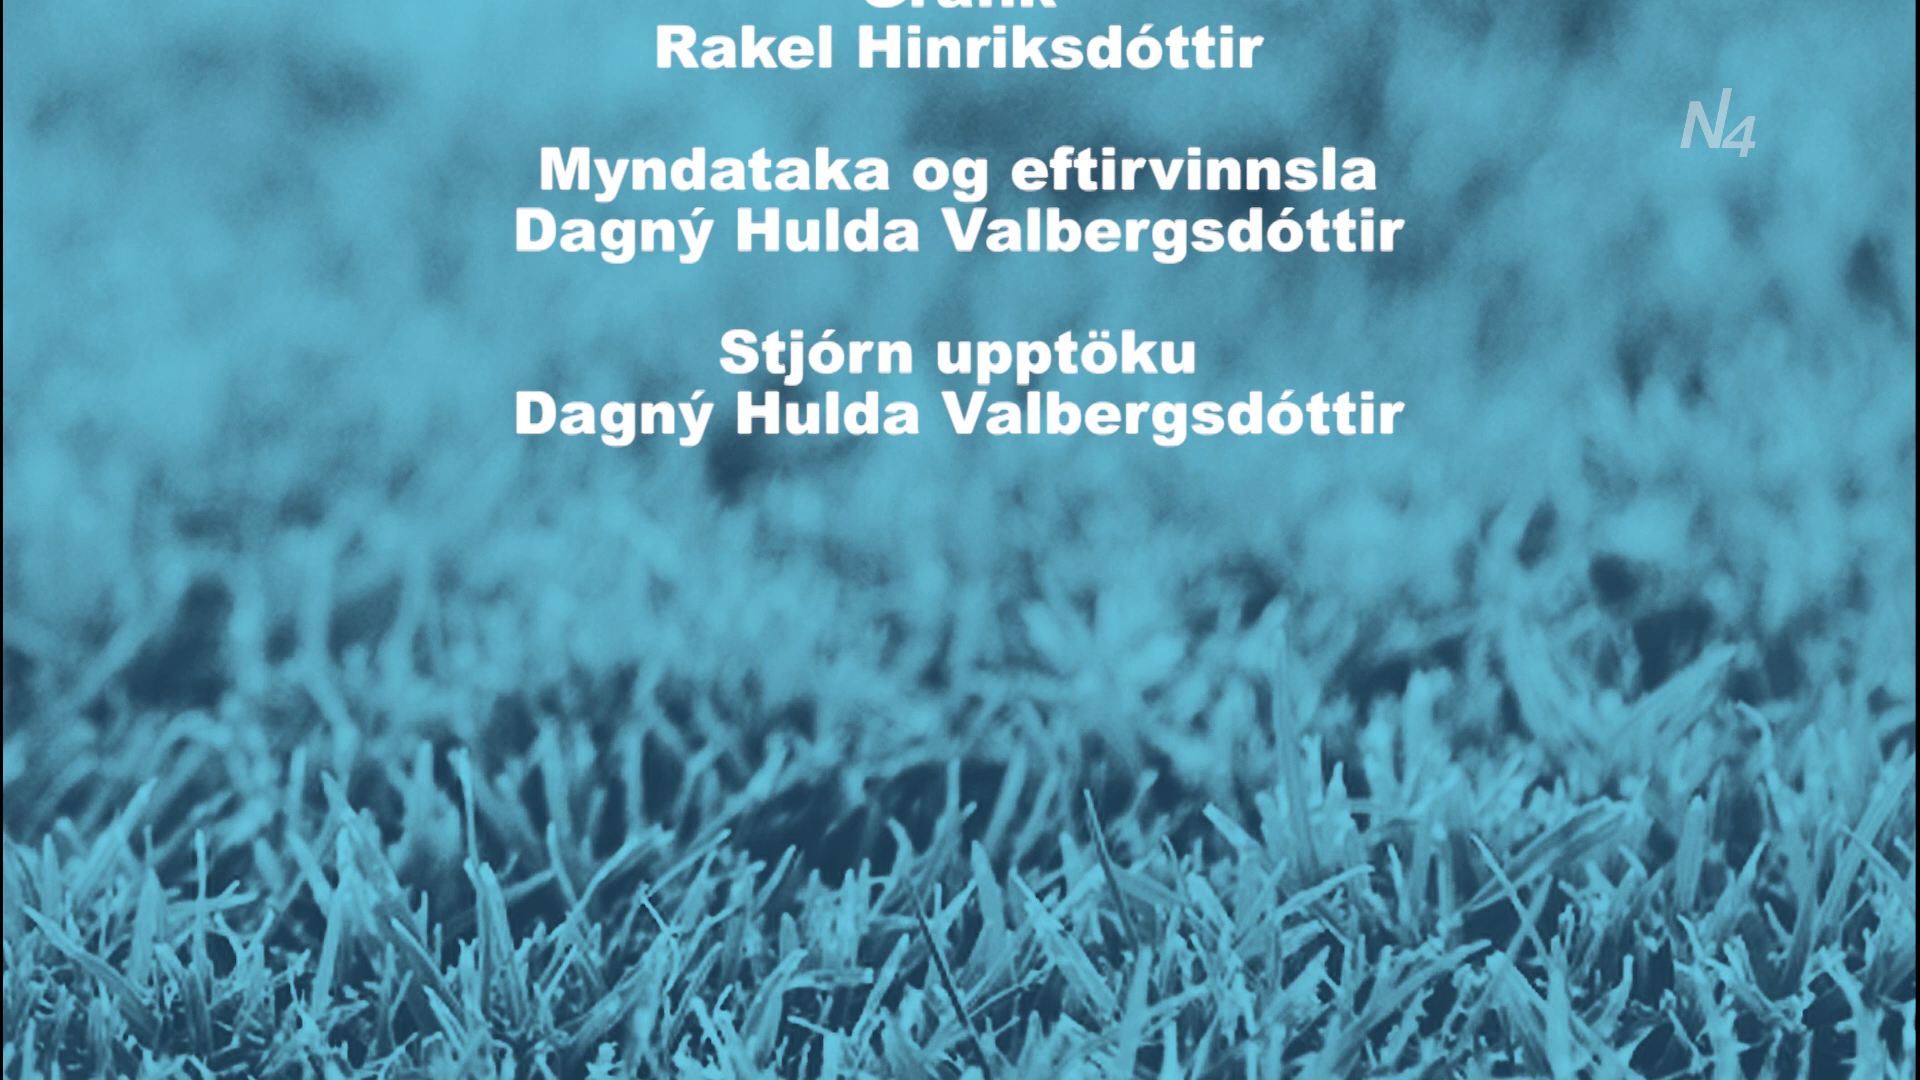 Rakel Hinriksdóttir
N4
Myndataka og eftirvinnsla
Dagný Hulda Valbergsdóttir
Stjórn upptöku
Dagný Hulda Valbergsdóttir